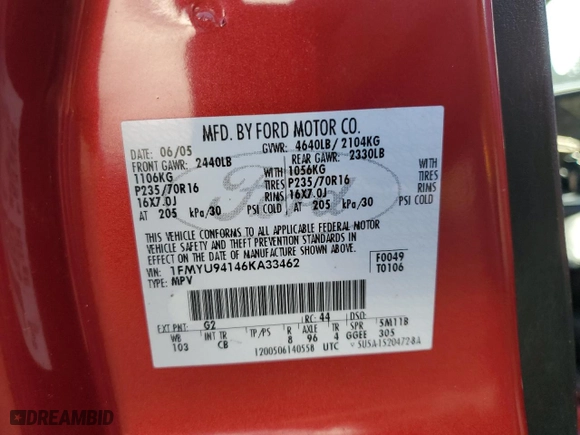 MFD. BY FORD MOTOR CO.
DATE: 06/05 GVWR: 4640LB/ 2104KG
FRONT GAWR: 2440LB REAR GAWR: 2330LB
1106KG WITH 1056KG WITH
P235/70R16 TIRES P235/70R16 TIRES
16X7.0J RIMS 16X7.0J RIMS
AT 205 kPa/30 PSI COLD AT 205 kPa/30 PSI COLD
Ford
THIS VEHICLE CONFORMS TO ALL APPLICABLE FEDERAL MOTOR
VEHICLE SAFETY AND BUMPER STANDARDS IN EFFECT ON THE DATE OF
MANUFACTURE SHOWN ABOVE.
VIN: 1FMYU94146KA33462 F0049
TYPE: MPV T0106
EXT PNT: G2 RC: 44 DSO:
WB INT TR TP/PS R AXLE TR SPR 5M11B
103 CB 8 96 4 GGEE 305
1200506140558 UTC
DREAMBID